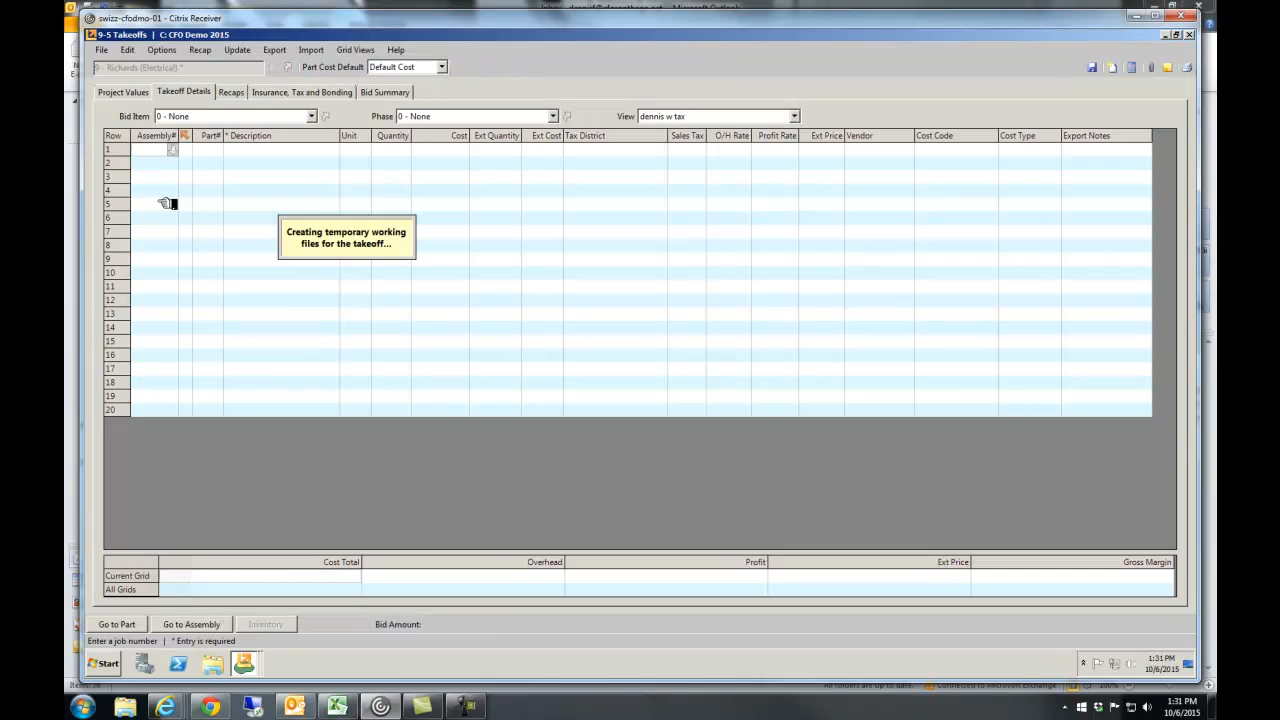 swizz-cfodmo-01 - Citrix Receiver
9-5 Takeoffs | C: CFO Demo 2015
File Edit Options Recap Update Export Import Grid Views Help
9 - Richards (Electrical) * Part Cost Default Default Cost
Project Values Takeoff Details Recaps Insurance, Tax and Bonding Bid Summary
Bid Item 0 - None Phase 0 - None View dennis w tax
Row Assembly# Part# * Description Unit Quantity Cost Ext Quantity Ext Cost Tax District Sales Tax O/H Rate Profit Rate Ext Price Vendor Cost Code Cost Type Export Notes
1
2
3
4
5
6
7
8
9
10
11
12
13
14
15
16
17
18
19
20
Creating temporary working
files for the takeoff...
Cost Total Overhead Profit Ext Price Gross Margin
Current Grid
All Grids
Go to Part Go to Assembly Inventory Bid Amount:
Enter a job number | * Entry is required
Start 1:31 PM
10/6/2015
1:31 PM
10/6/2015